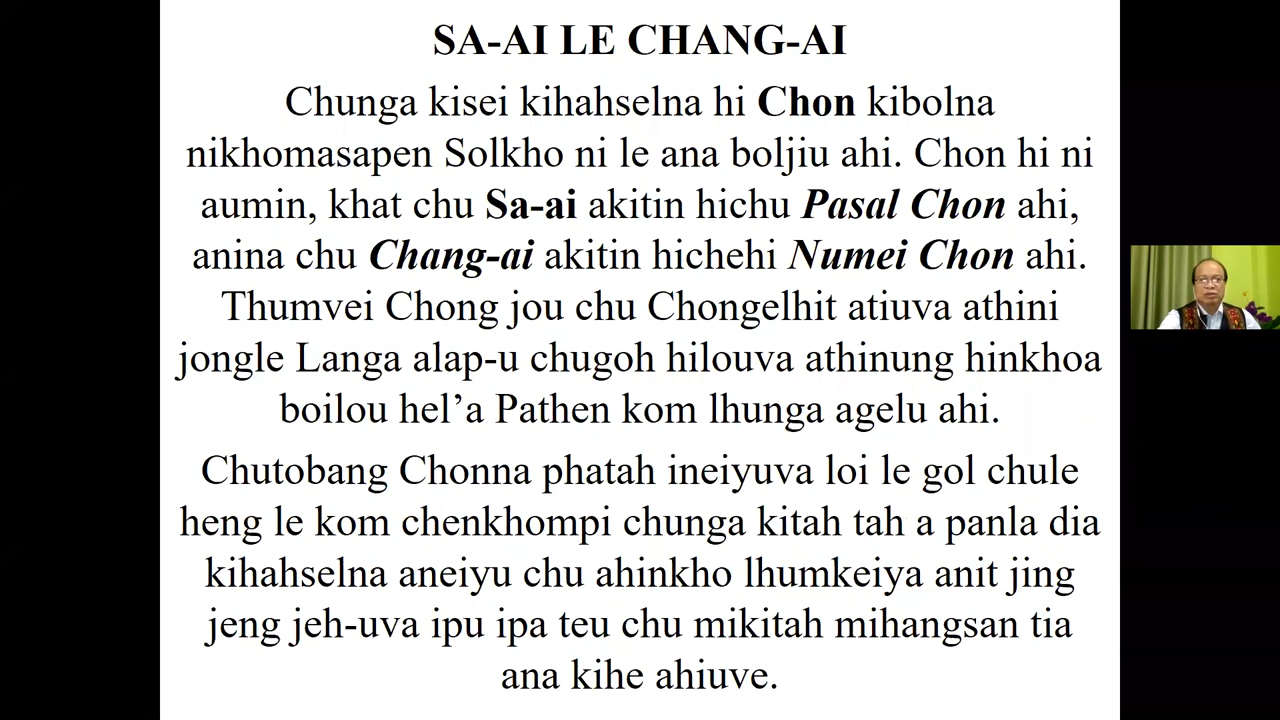 SA-AI LE CHANG-AI
Chunga kisei kihahselna hi Chon kibolna
nikhomasapen Solkho ni le ana boljiu ahi. Chon hi ni
aumin, khat chu Sa-ai akitin hichu Pasal Chon ahi,
anina chu Chang-ai akitin hichehi Numei Chon ahi.
Thumvei Chong jou chu Chongelhit atiuva athini
jongle Langa alap-u chugoh hilouva athinung hinkhoa
boilou hel’a Pathen kom lhunga agelu ahi.
Chutobang Chonna phatah ineiyuva loi le gol chule
heng le kom chenkhompi chunga kitah tah a panla dia
kihahselna aneiyu chu ahinkho lhumkeiya anit jing
jeng jeh-uva ipu ipa teu chu mikitah mihangsan tia
ana kihe ahiuve.